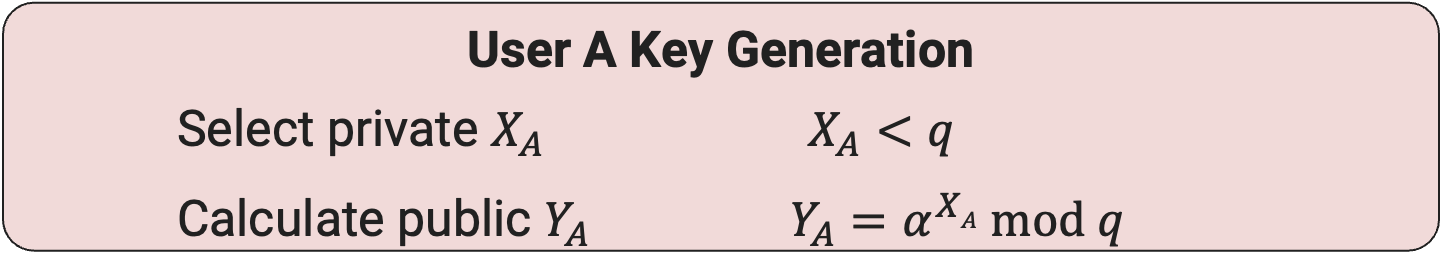 User A Key Generation
Select private X_A X_A < q
Calculate public Y_A Y_A = α^{X_A} mod q